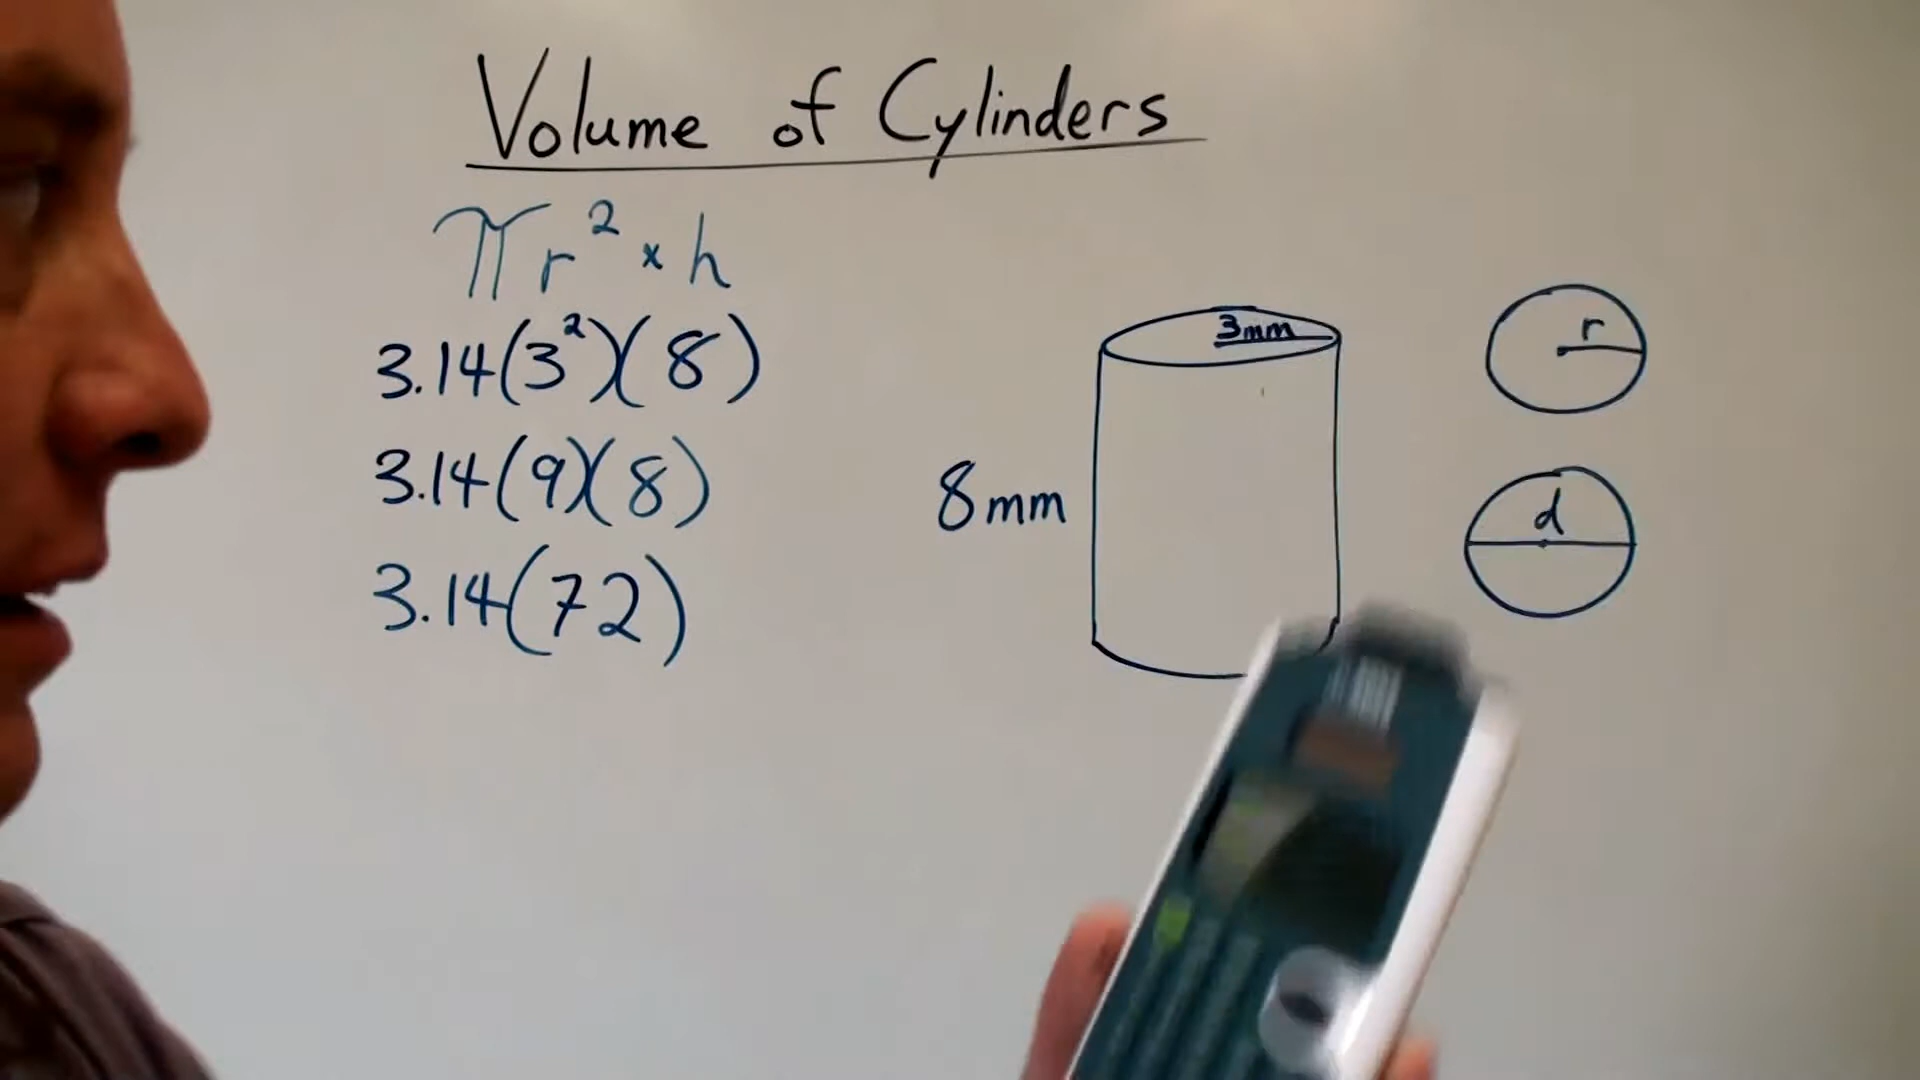 Volume of Cylinders
πr² × h
3.14(3²)(8)
3.14(9)(8)
3.14(72)
3mm
8mm
r
d